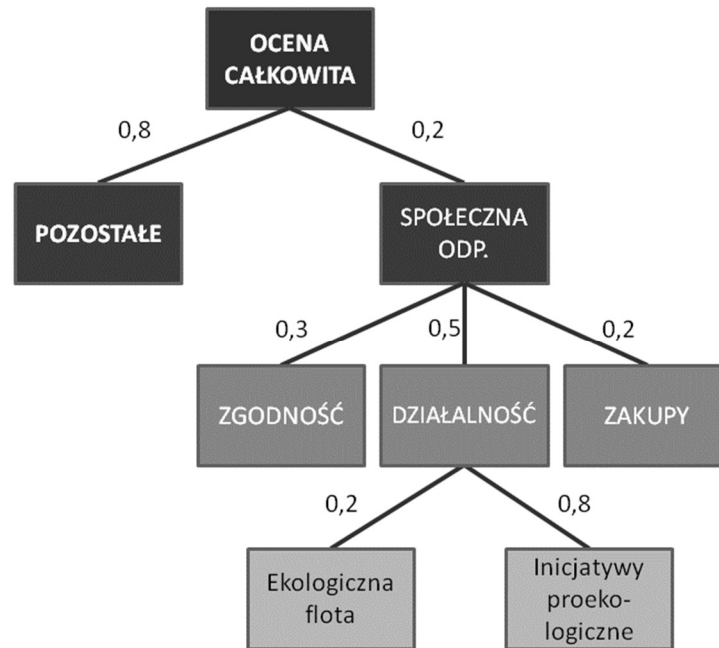 OCENA
CAŁKOWITA
0,8
0,2
POZOSTAŁE
SPOŁECZNA
ODP.
0,3
0,5
0,2
ZGODNOŚĆ
DZIAŁALNOŚĆ
ZAKUPY
0,2
0,8
Ekologiczna
flota
Inicjatywy
proeko-
logiczne